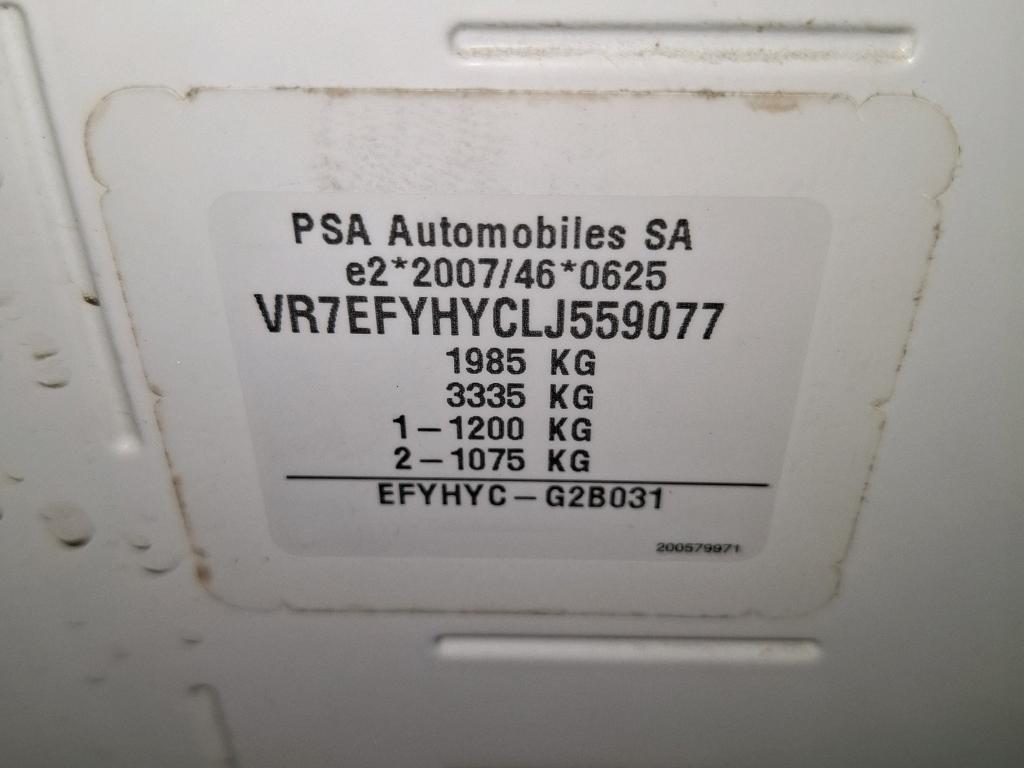 PSA Automobiles SA
e2*2007/46*0625
VR7EFYHYCLJ559077
1985 KG
3335 KG
1-1200 KG
2-1075 KG
EFYHYC-G2B031
200579971